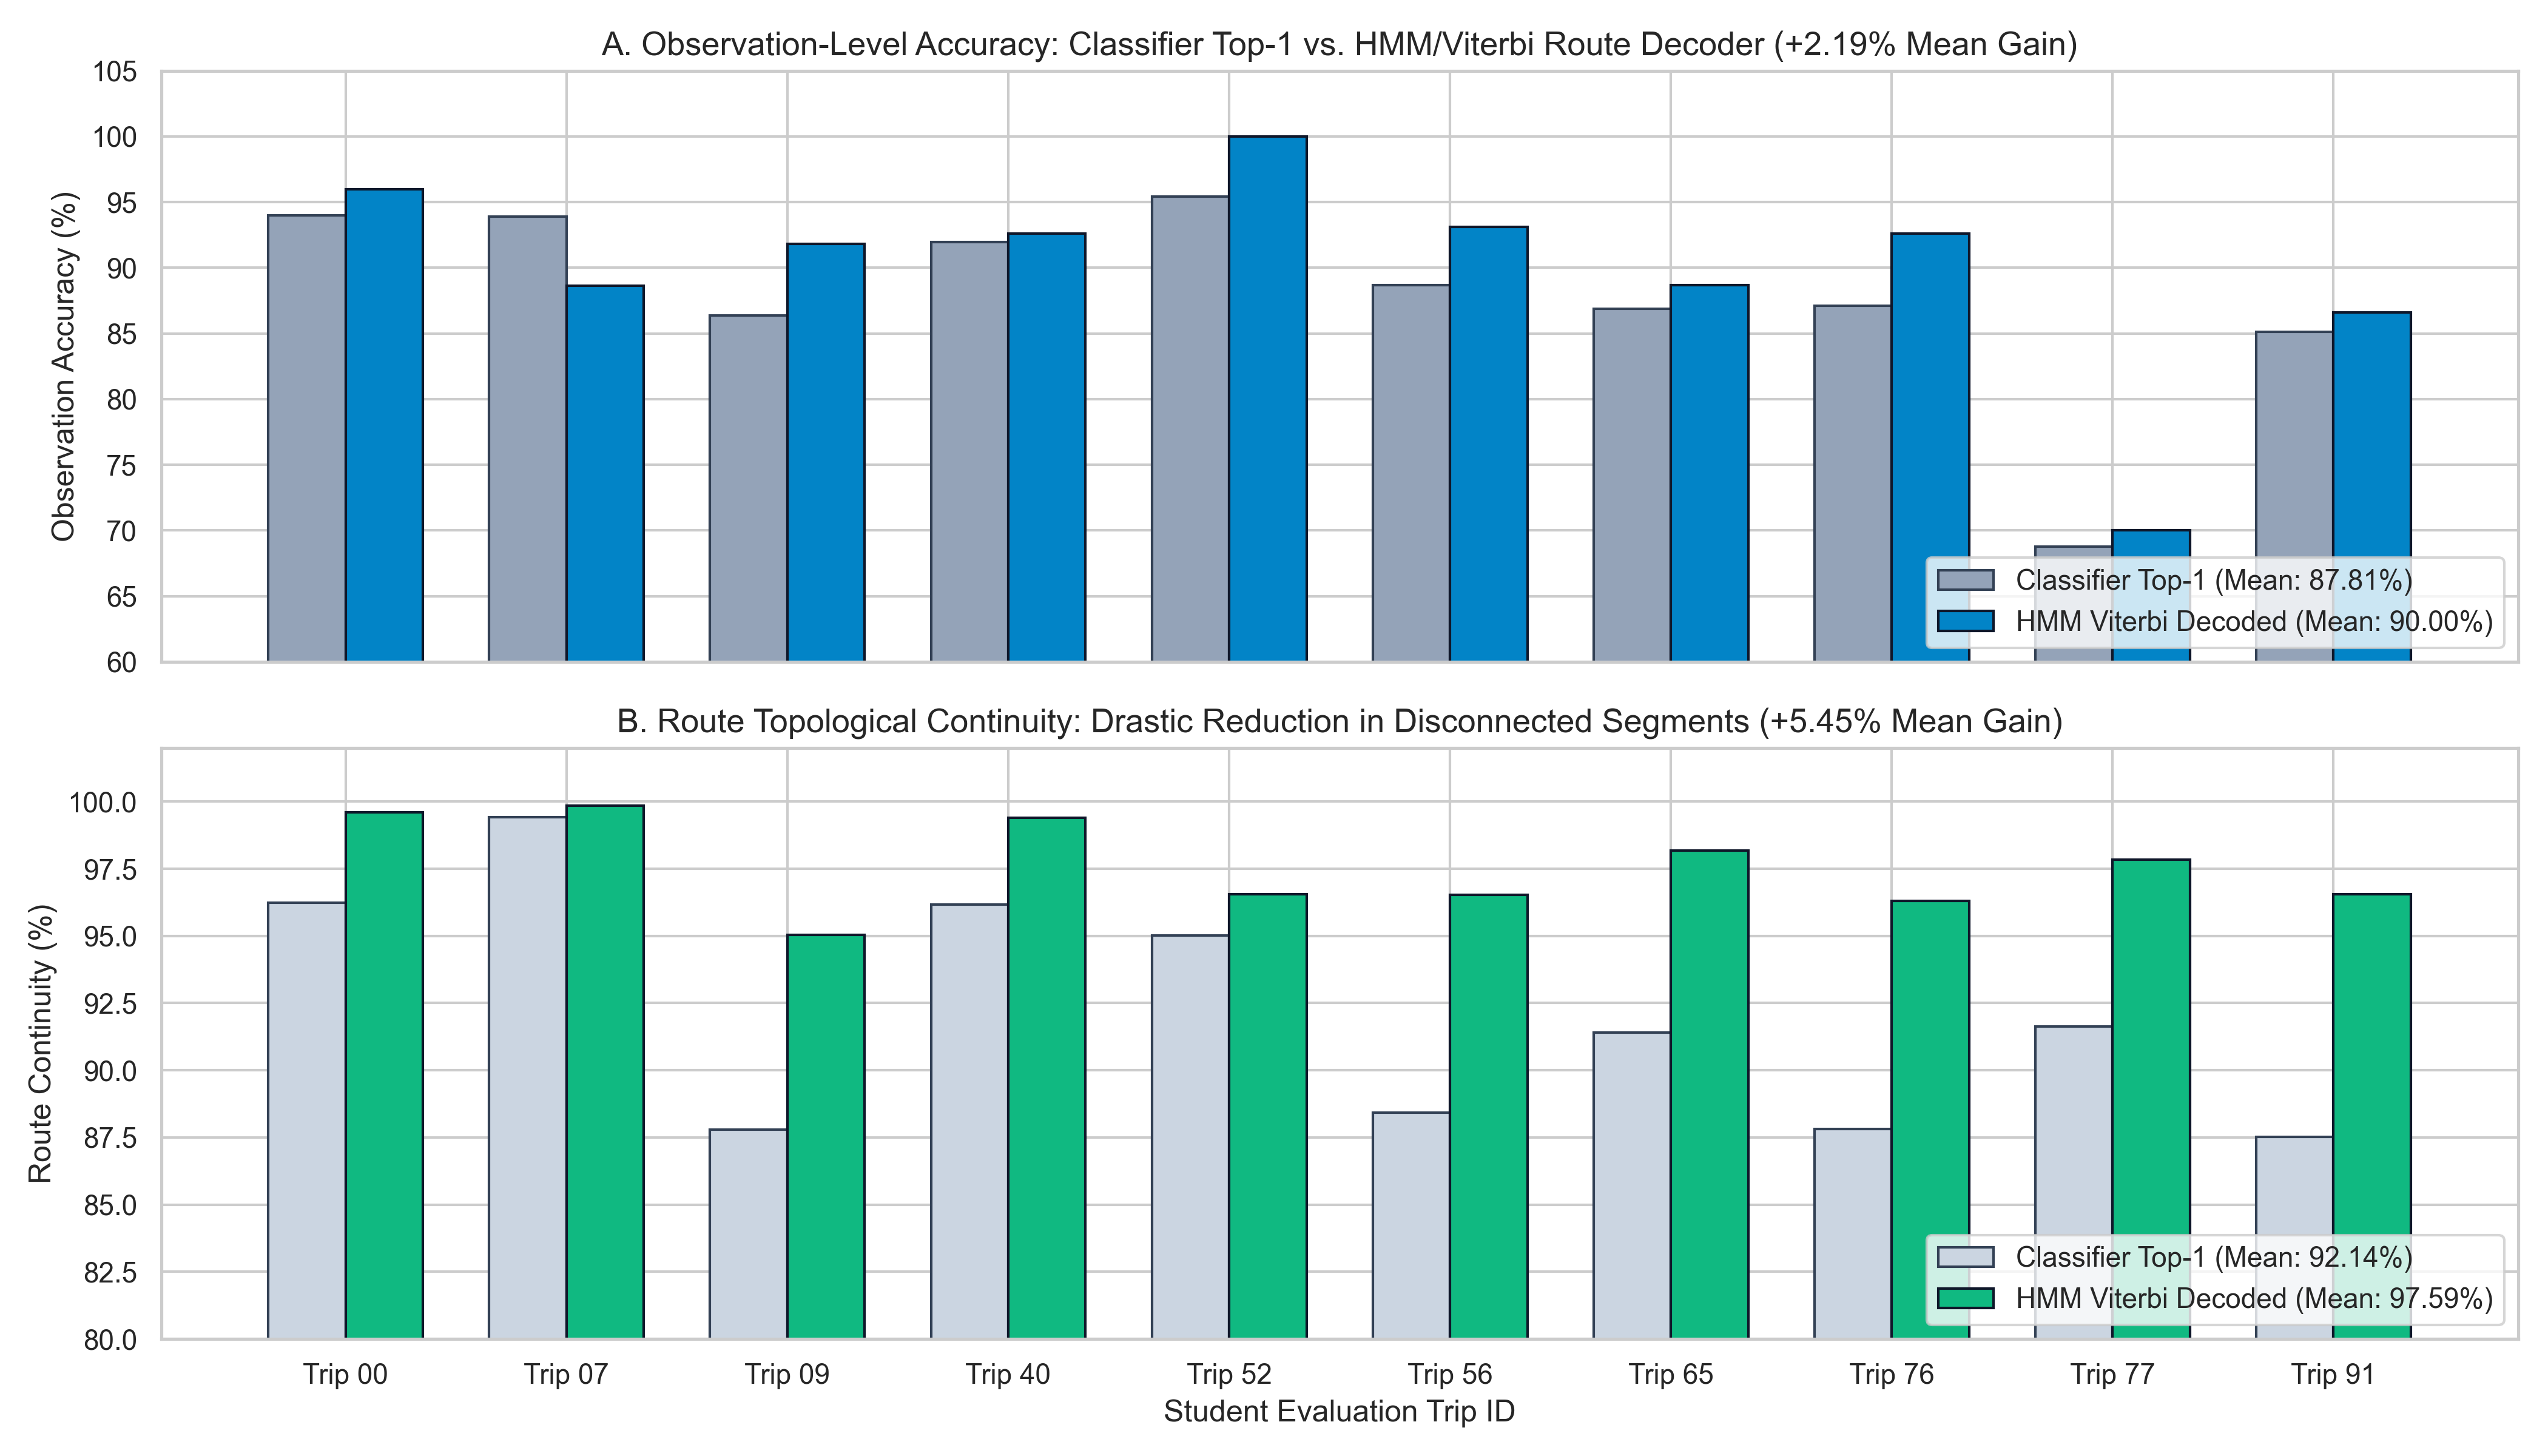 A. Observation-Level Accuracy: Classifier Top-1 vs. HMM/Viterbi Route Decoder (+2.19% Mean Gain)
105
100
95
90
85
80
75
70
65
60
Observation Accuracy (%)
Classifier Top-1 (Mean: 87.81%)
HMM Viterbi Decoded (Mean: 90.00%)
B. Route Topological Continuity: Drastic Reduction in Disconnected Segments (+5.45% Mean Gain)
100.0
97.5
95.0
92.5
90.0
87.5
85.0
82.5
80.0
Route Continuity (%)
Classifier Top-1 (Mean: 92.14%)
HMM Viterbi Decoded (Mean: 97.59%)
Trip 00 Trip 07 Trip 09 Trip 40 Trip 52 Trip 56 Trip 65 Trip 76 Trip 77 Trip 91
Student Evaluation Trip ID